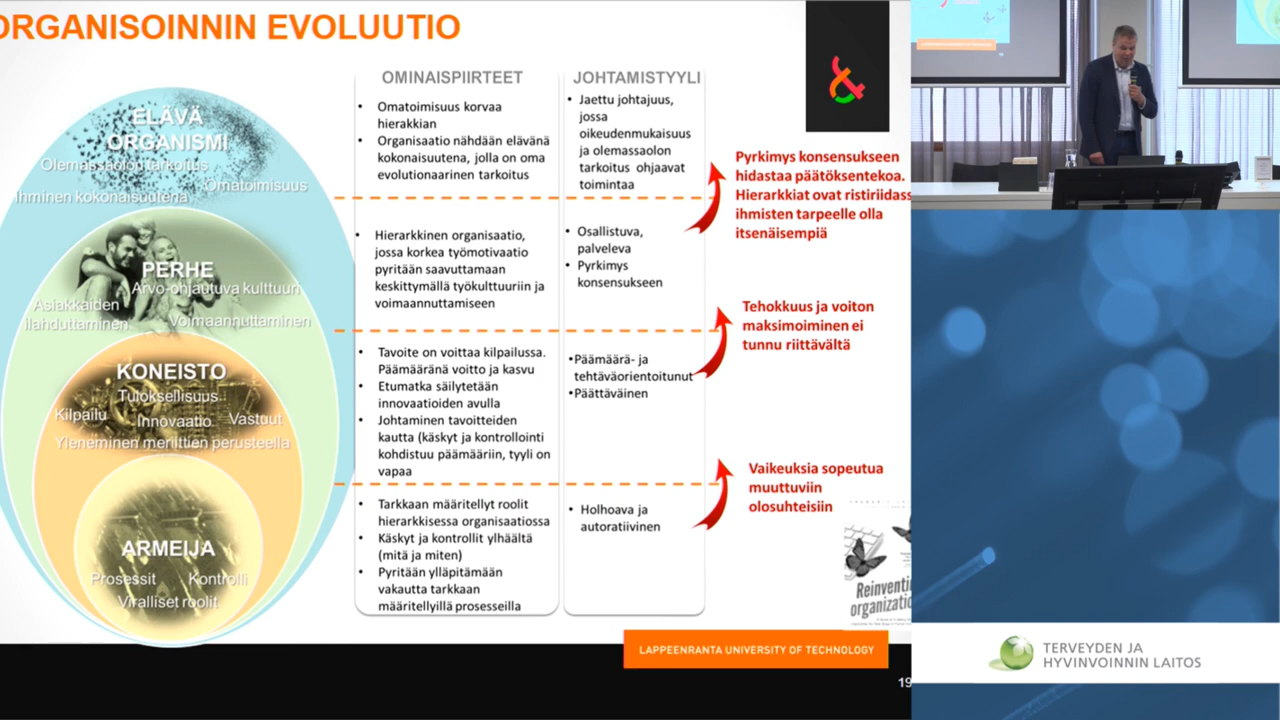 ORGANISOINNIN EVOLUUTIO
ELÄVÄ
ORGANISMI
Olemassaolon tarkoitus
Omatoimisuus
Ihminen kokonaisuutena
PERHE
Arvo-ohjautuva kulttuuri
Asiakkaiden
ilahduttaminen
Voimaannuttaminen
KONEISTO
Tuloksellisuus
Kilpailu
Innovaatio
Vastuut
Yleneminen meriittien perusteella
ARMEIJA
Prosessit
Kontrolli
Viralliset roolit
OMINAISPIIRTEET
• Omatoimisuus korvaa
hierakkian
• Organisaatio nähdään elävänä
kokonaisuutena, jolla on oma
evolutionaarinen tarkoitus
• Hierarkkinen organisaatio,
jossa korkea työmotivaatio
pyritään saavuttamaan
keskittymällä työkulttuuriin ja
voimaannuttamiseen
• Tavoite on voittaa kilpailussa.
Päämääränä voitto ja kasvu
• Etumatka säilytetään
innovaatioiden avulla
• Johtaminen tavoitteiden
kautta (käskyt ja kontrollointi
kohdistuu päämääriin, tyyli on
vapaa
• Tarkkaan määritellyt roolit
hierarkkisessa organisaatiossa
• Käskyt ja kontrollit ylhäältä
(mitä ja miten)
• Pyritään ylläpitämään
vakautta tarkkaan
määritellyillä prosesseilla
JOHTAMISTYYLI
• Jaettu johtajuus,
jossa
oikeudenmukaisuus
ja olemassaolon
tarkoitus ohjaavat
toimintaa
• Osallistuva,
palveleva
• Pyrkimys
konsensukseen
•Päämäärä- ja
tehtäväorientoitunut
•Päättäväinen
• Holhoava ja
autoratiivinen
&
Pyrkimys konsensukseen
hidastaa päätöksentekoa.
Hierarkkiat ovat ristiriidass
ihmisten tarpeelle olla
itsenäisempiä
Tehokkuus ja voiton
maksimoiminen ei
tunnu riittävältä
Vaikeuksia sopeutua
muuttuviin
olosuhteisiin
Reinventin
organizatio
LAPPEENRANTA UNIVERSITY OF TECHNOLOGY
19
TERVEYDEN JA
HYVINVOINNIN LAITOS